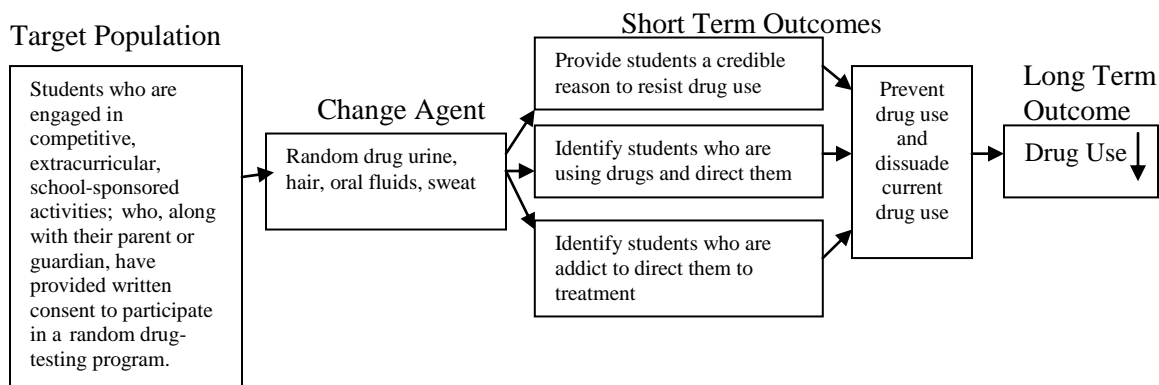 Target Population
Students who are
engaged in
competitive,
extracurricular,
school-sponsored
activities; who, along
with their parent or
guardian, have
provided written
consent to participate
in a random drug-
testing program.
Change Agent
Random drug urine,
hair, oral fluids, sweat
Short Term Outcomes
Provide students a credible
reason to resist drug use
Identify students who are
using drugs and direct them
Identify students who are
addict to direct them to
treatment
Prevent
drug use
and
dissuade
current
drug use
Long Term
Outcome
Drug Use